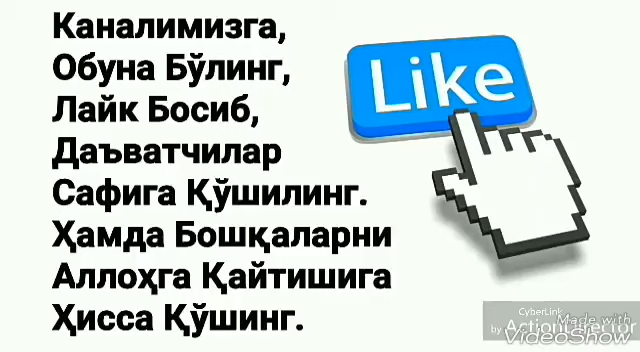 Каналимизга,
Обуна Бўлинг,
Лайк Босиб,
Даъватчилар
Сафига Қўшилинг.
Ҳамда Бошқаларни
Аллоҳга Қайтишига
Ҳисса Қўшинг.
Like
CyberLink
by ActionDirector
Made with
VideoShow